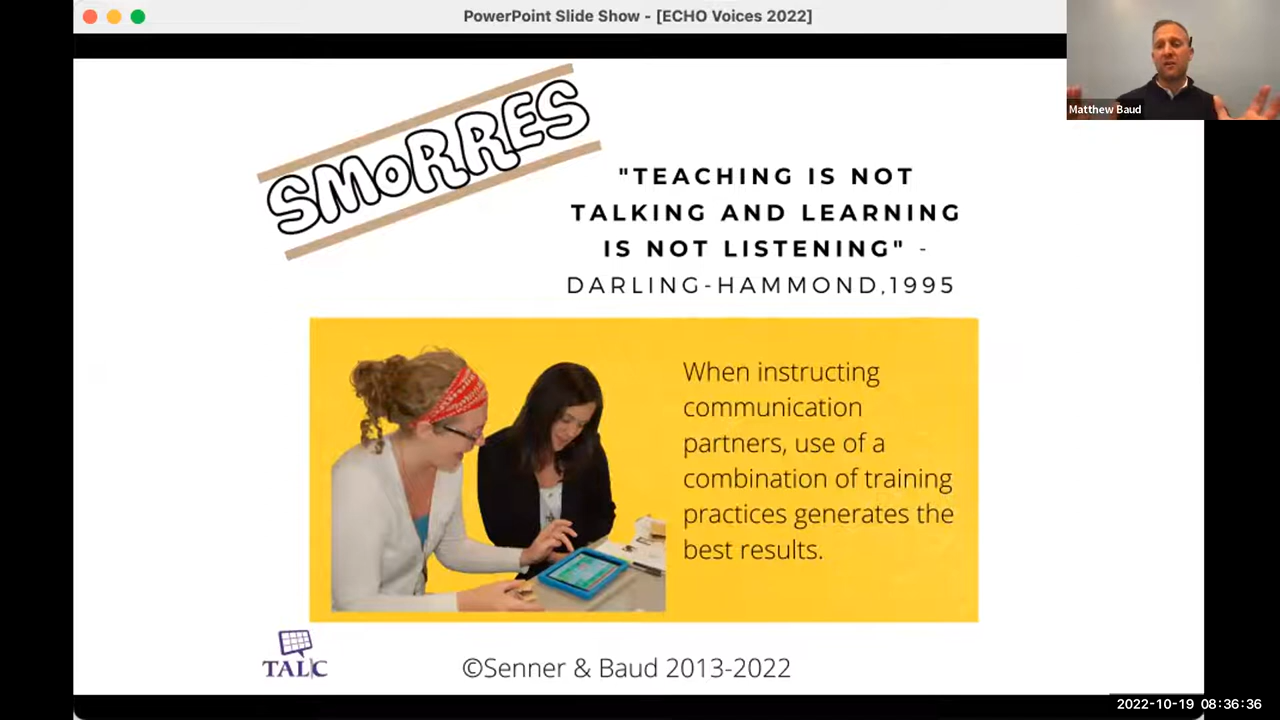 PowerPoint Slide Show - [ECHO Voices 2022]
Matthew Baud
SMoRRES
"TEACHING IS NOT
TALKING AND LEARNING
IS NOT LISTENING" -
DARLING-HAMMOND,1995
When instructing
communication
partners, use of a
combination of training
practices generates the
best results.
TALC
©Senner & Baud 2013-2022
2022-10-19 08:36:36